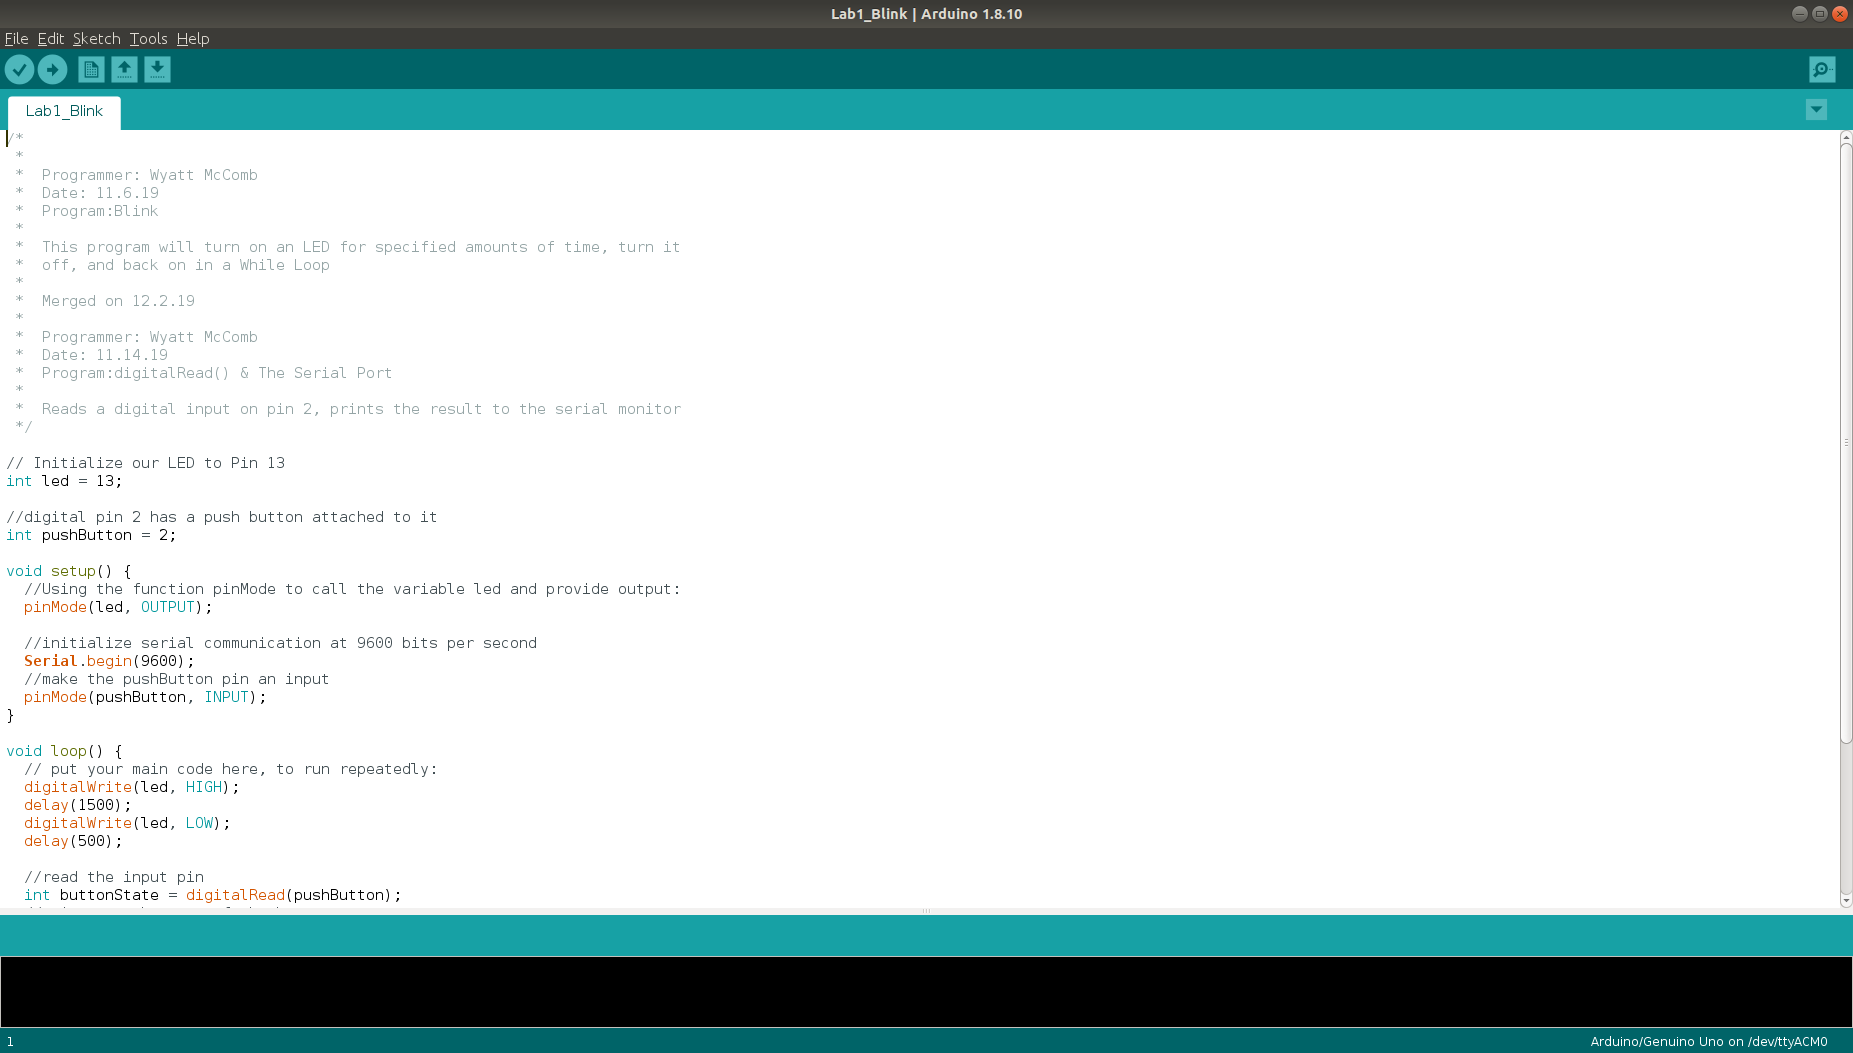 Lab1_Blink | Arduino 1.8.10
File Edit Sketch Tools Help
Lab1_Blink
/*
 *
 *  Programmer: Wyatt McComb
 *  Date: 11.6.19
 *  Program:Blink
 *
 *  This program will turn on an LED for specified amounts of time, turn it
 *  off, and back on in a While Loop
 *
 *  Merged on 12.2.19
 *
 *  Programmer: Wyatt McComb
 *  Date: 11.14.19
 *  Program:digitalRead() & The Serial Port
 *
 *  Reads a digital input on pin 2, prints the result to the serial monitor
 */
// Initialize our LED to Pin 13
int led = 13;
//digital pin 2 has a push button attached to it
int pushButton = 2;
void setup() {
  //Using the function pinMode to call the variable led and provide output:
  pinMode(led, OUTPUT);
  //initialize serial communication at 9600 bits per second
  Serial.begin(9600);
  //make the pushButton pin an input
  pinMode(pushButton, INPUT);
}
void loop() {
  // put your main code here, to run repeatedly:
  digitalWrite(led, HIGH);
  delay(1500);
  digitalWrite(led, LOW);
  delay(500);
  //read the input pin
  int buttonState = digitalRead(pushButton);
1
Arduino/Genuino Uno on /dev/ttyACM0